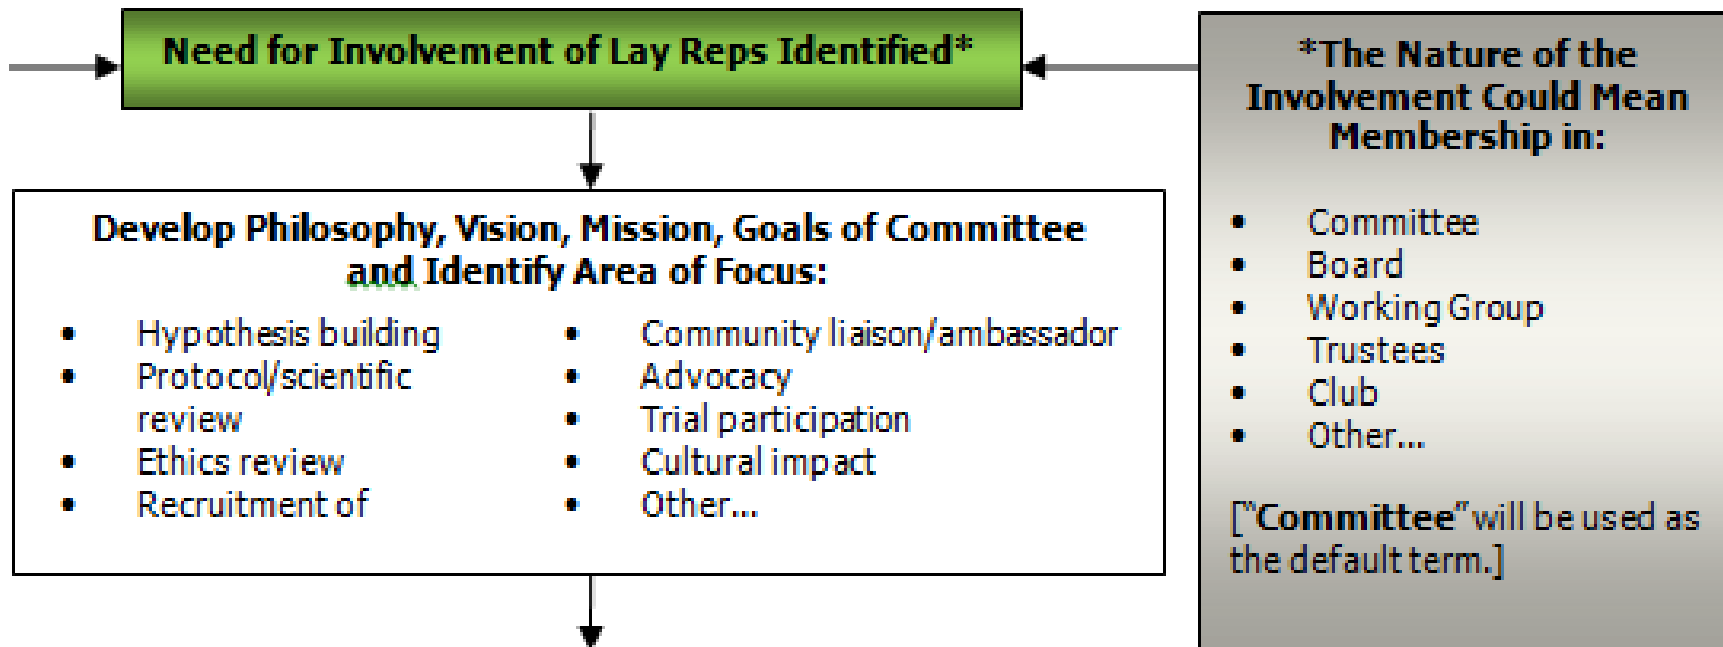 Need for Involvement of Lay Reps Identified*
Develop Philosophy, Vision, Mission, Goals of Committee
and Identify Area of Focus:
• Hypothesis building
• Protocol/scientific
review
• Ethics review
• Recruitment of
• Community liaison/ambassador
• Advocacy
• Trial participation
• Cultural impact
• Other...
*The Nature of the
Involvement Could Mean
Membership in:
• Committee
• Board
• Working Group
• Trustees
• Club
• Other...
["Committee" will be used as
the default term.]